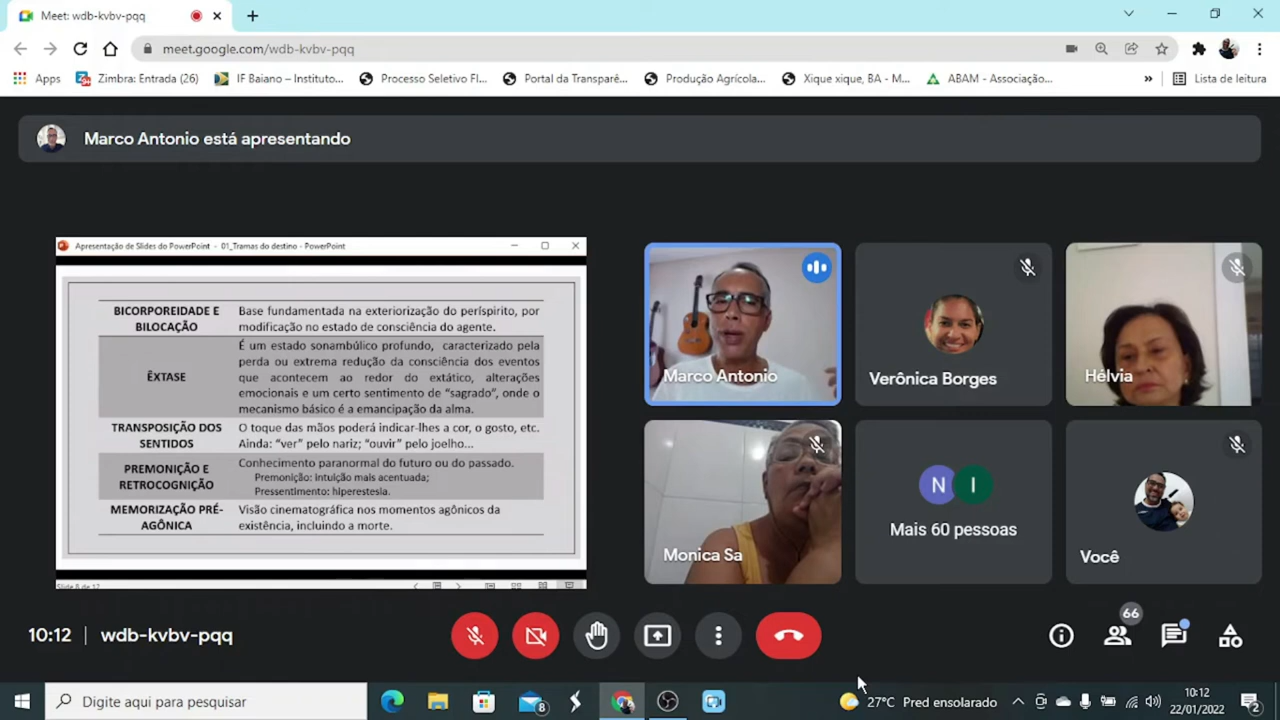 Meet: wdb-kvbv-pqq
meet.google.com/wdb-kvbv-pqq
Apps
Zimbra: Entrada (26)
IF Baiano – Instituto...
Processo Seletivo Fl...
Portal da Transparê...
Produção Agrícola...
Xique xique, BA - M...
ABAM - Associação...
»
Lista de leitura
Marco Antonio está apresentando
Apresentação de Slides do PowerPoint - 01_Tramas do destino - PowerPoint
BICORPOREIDADE E
BILOCAÇÃO
Base fundamentada na exteriorização do períspirito, por
modificação no estado de consciência do agente.
ÊXTASE
É um estado sonambúlico profundo, caracterizado pela
perda ou extrema redução da consciência dos eventos
que acontecem ao redor do extático, alterações
emocionais e um certo sentimento de "sagrado", onde o
mecanismo básico é a emancipação da alma.
TRANSPOSIÇÃO DOS
SENTIDOS
O toque das mãos poderá indicar-lhes a cor, o gosto, etc.
Ainda: "ver" pelo nariz; "ouvir" pelo joelho...
PREMONIÇÃO E
RETROCOGNIÇÃO
Conhecimento paranormal do futuro ou do passado.
Premonição: intuição mais acentuada;
Pressentimento: hiperestesia.
MEMORIZAÇÃO PRÉ-
AGÔNICA
Visão cinematográfica nos momentos agônicos da
existência, incluindo a morte.
Slide 6 de 12
Marco Antonio
Verônica Borges
Hélvia
Monica Sa
N I
Mais 60 pessoas
Você
10:12 | wdb-kvbv-pqq
66
Digite aqui para pesquisar
8
27°C Pred ensolarado
10:12
22/01/2022
2